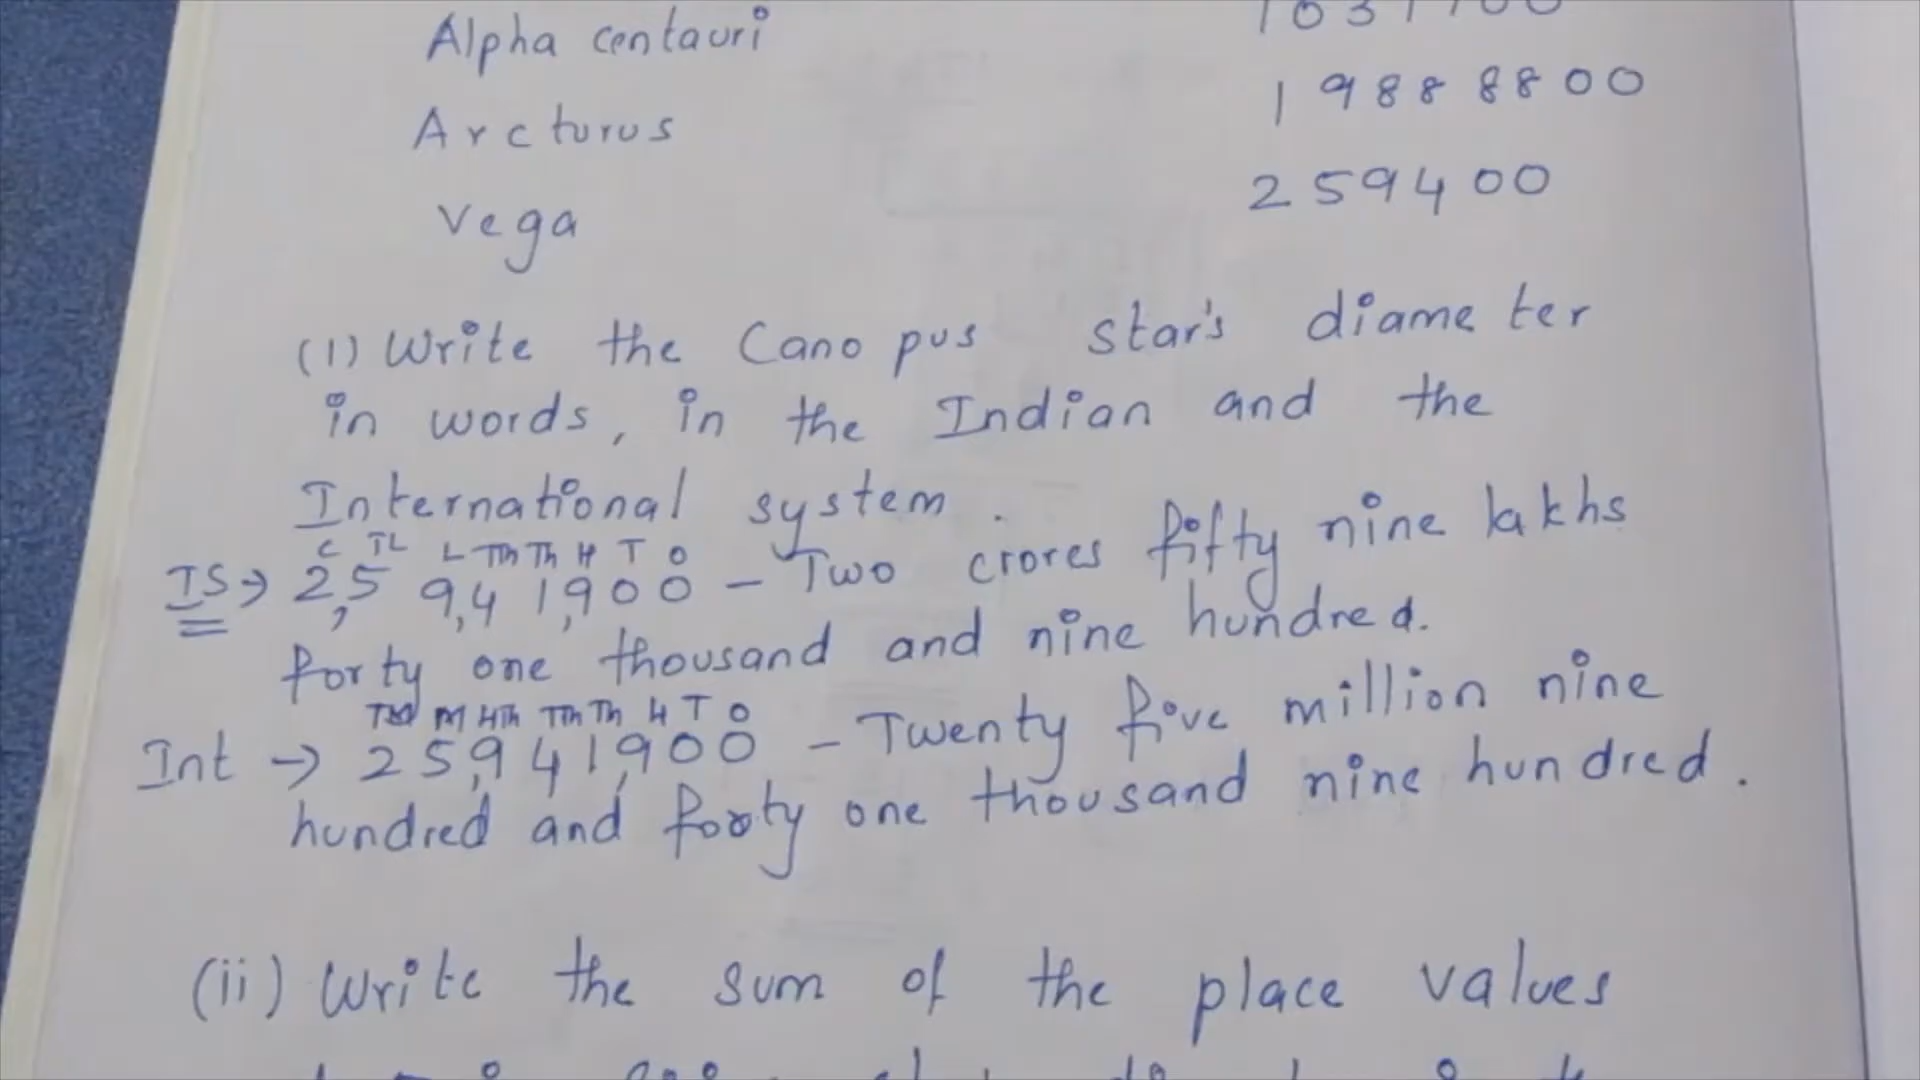 Alpha centauri
Arcturus 19888800
Vega 259400
(1) Write the Canopus star's diameter
in words, in the Indian and the
International system.
C TL L TTh Th H T O
IS → 2,59,41,900 - Two crores fifty nine lakhs
forty one thousand and nine hundred.
M HTh TTh Th H T O
Int → 25,941,900 - Twenty five million nine
hundred and forty one thousand nine hundred.
(ii) Write the sum of the place values